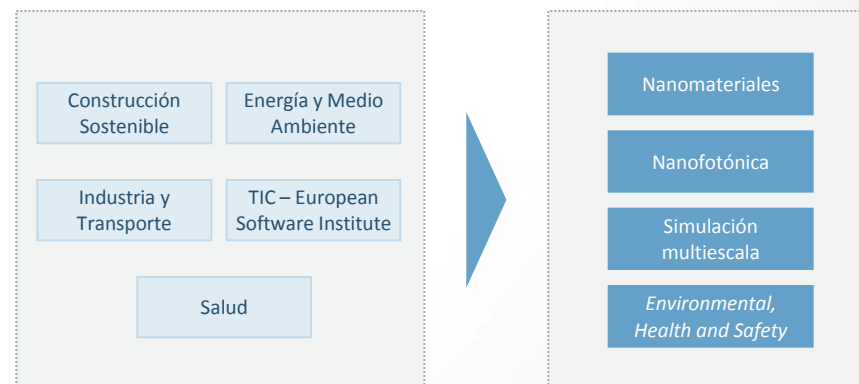 Construcción
Sostenible
Energía y Medio
Ambiente
Industria y
Transporte
TIC – European
Software Institute
Salud
Nanomateriales
Nanofotónica
Simulación
multiescala
Environmental,
Health and Safety